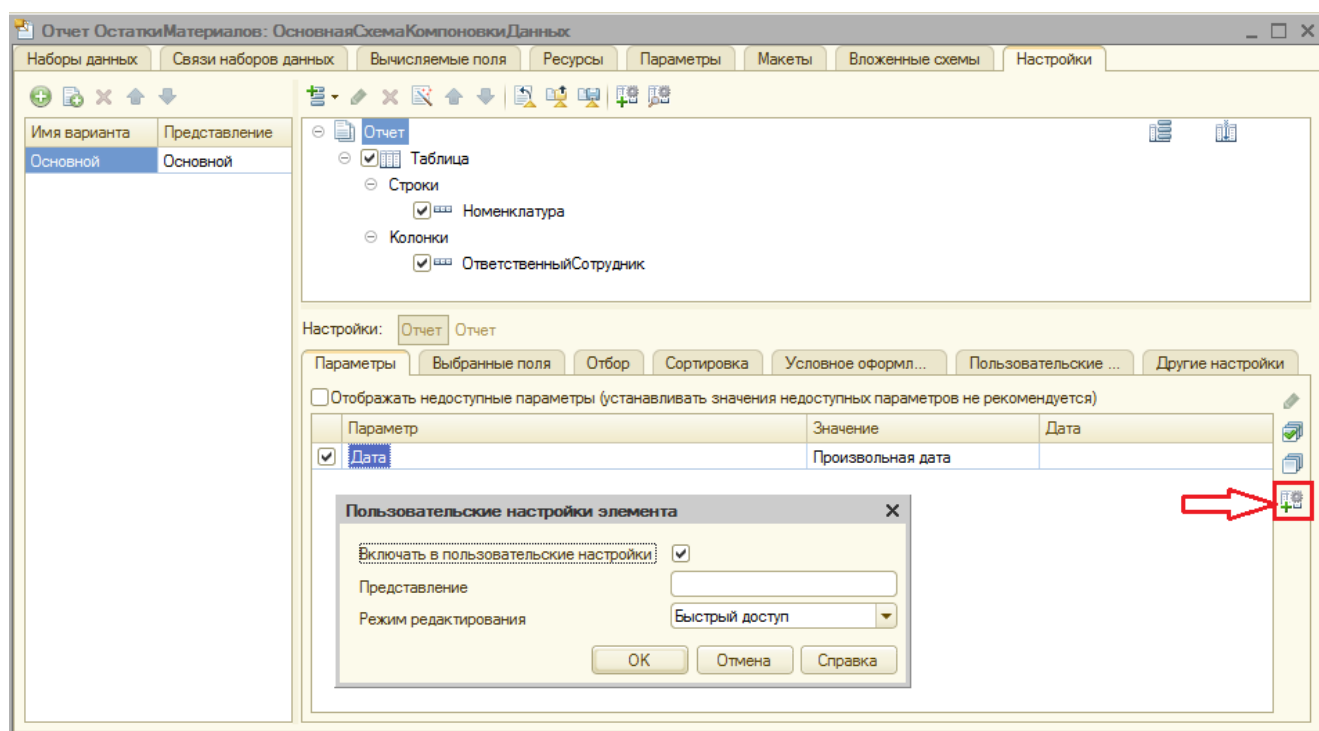 Отчет ОстаткиМатериалов: ОсновнаяСхемаКомпоновкиДанных
Наборы данных Связи наборов данных Вычисляемые поля Ресурсы Параметры Макеты Вложенные схемы Настройки
Имя варианта Представление
Основной Основной
Отчет
Таблица
Строки
Номенклатура
Колонки
ОтветственныйСотрудник
Настройки: Отчет Отчет
Параметры Выбранные поля Отбор Сортировка Условное оформл... Пользовательские ... Другие настройки
Отображать недоступные параметры (устанавливать значения недоступных параметров не рекомендуется)
Параметр Значение Дата
Дата Произвольная дата
Пользовательские настройки элемента
Включать в пользовательские настройки
Представление
Режим редактирования Быстрый доступ
OK Отмена Справка